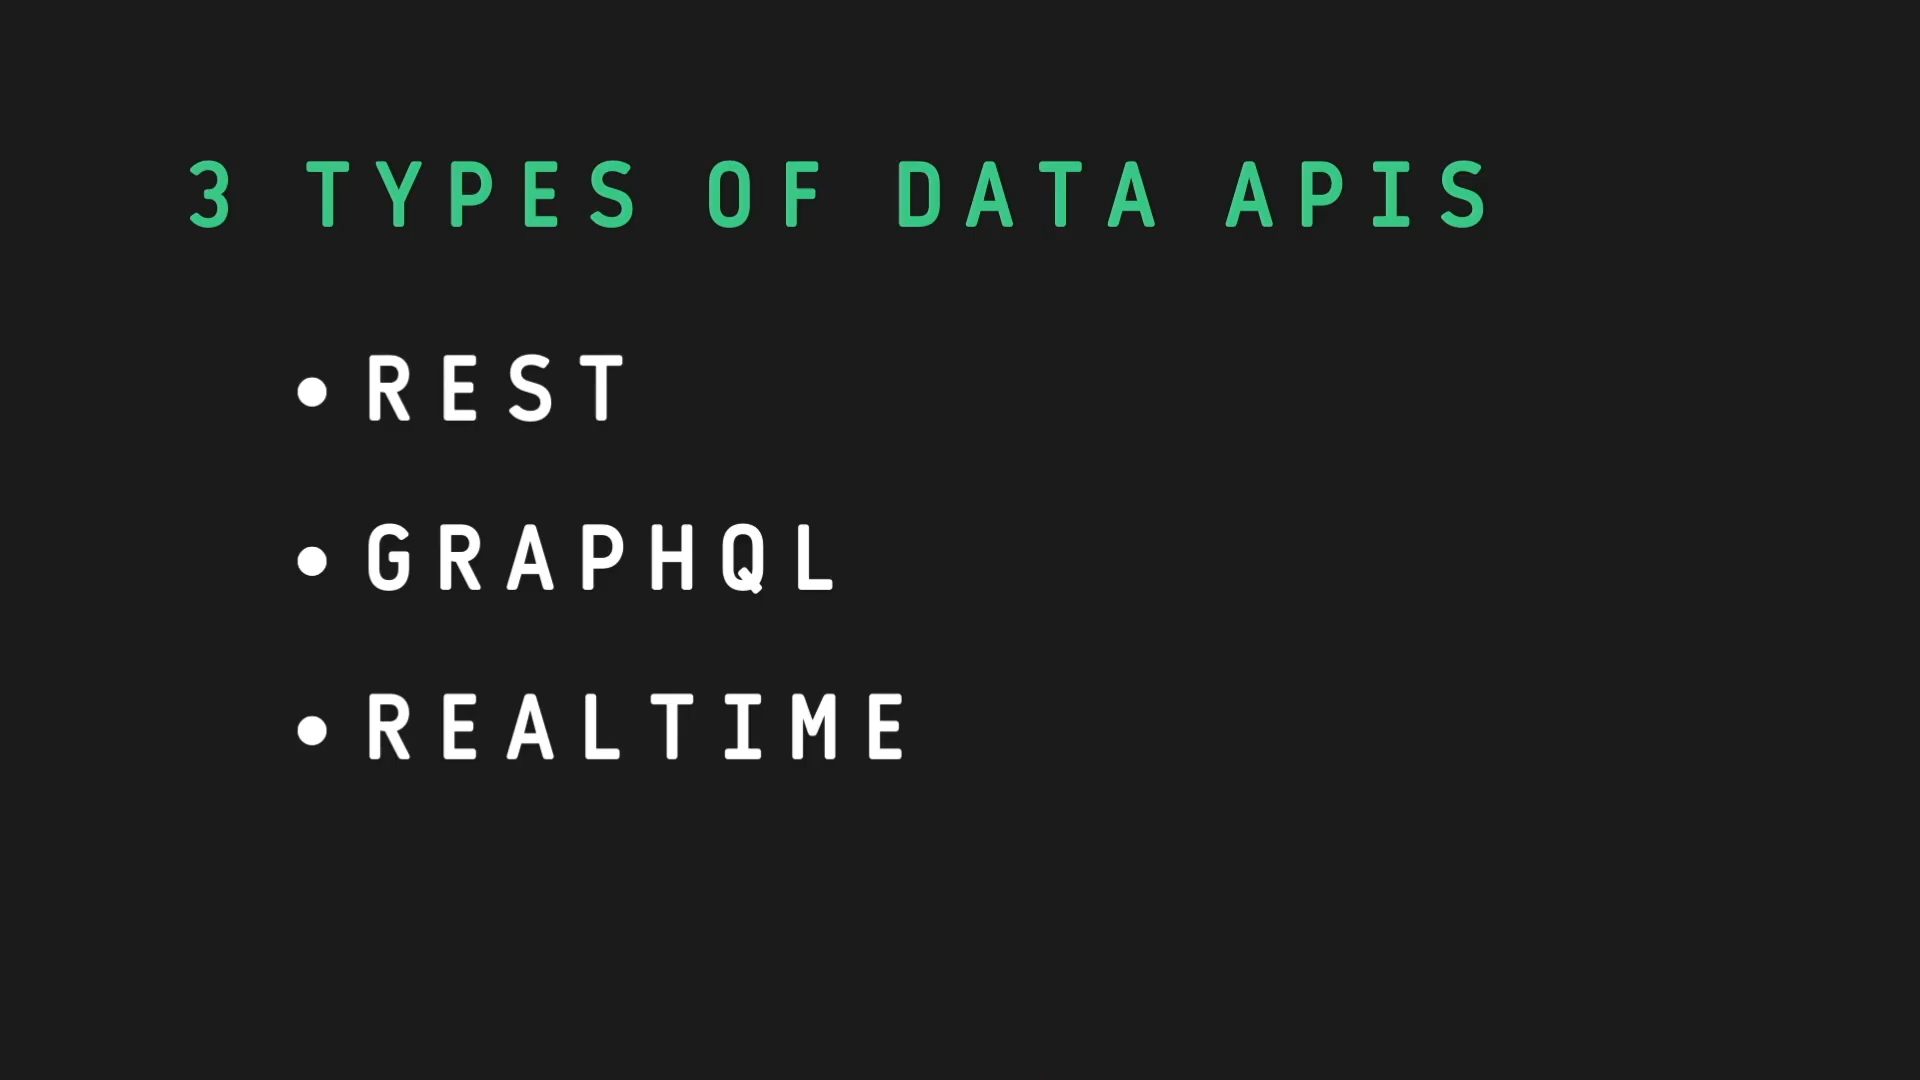 3 TYPES OF DATA APIS
• REST
• GRAPHQL
• REALTIME